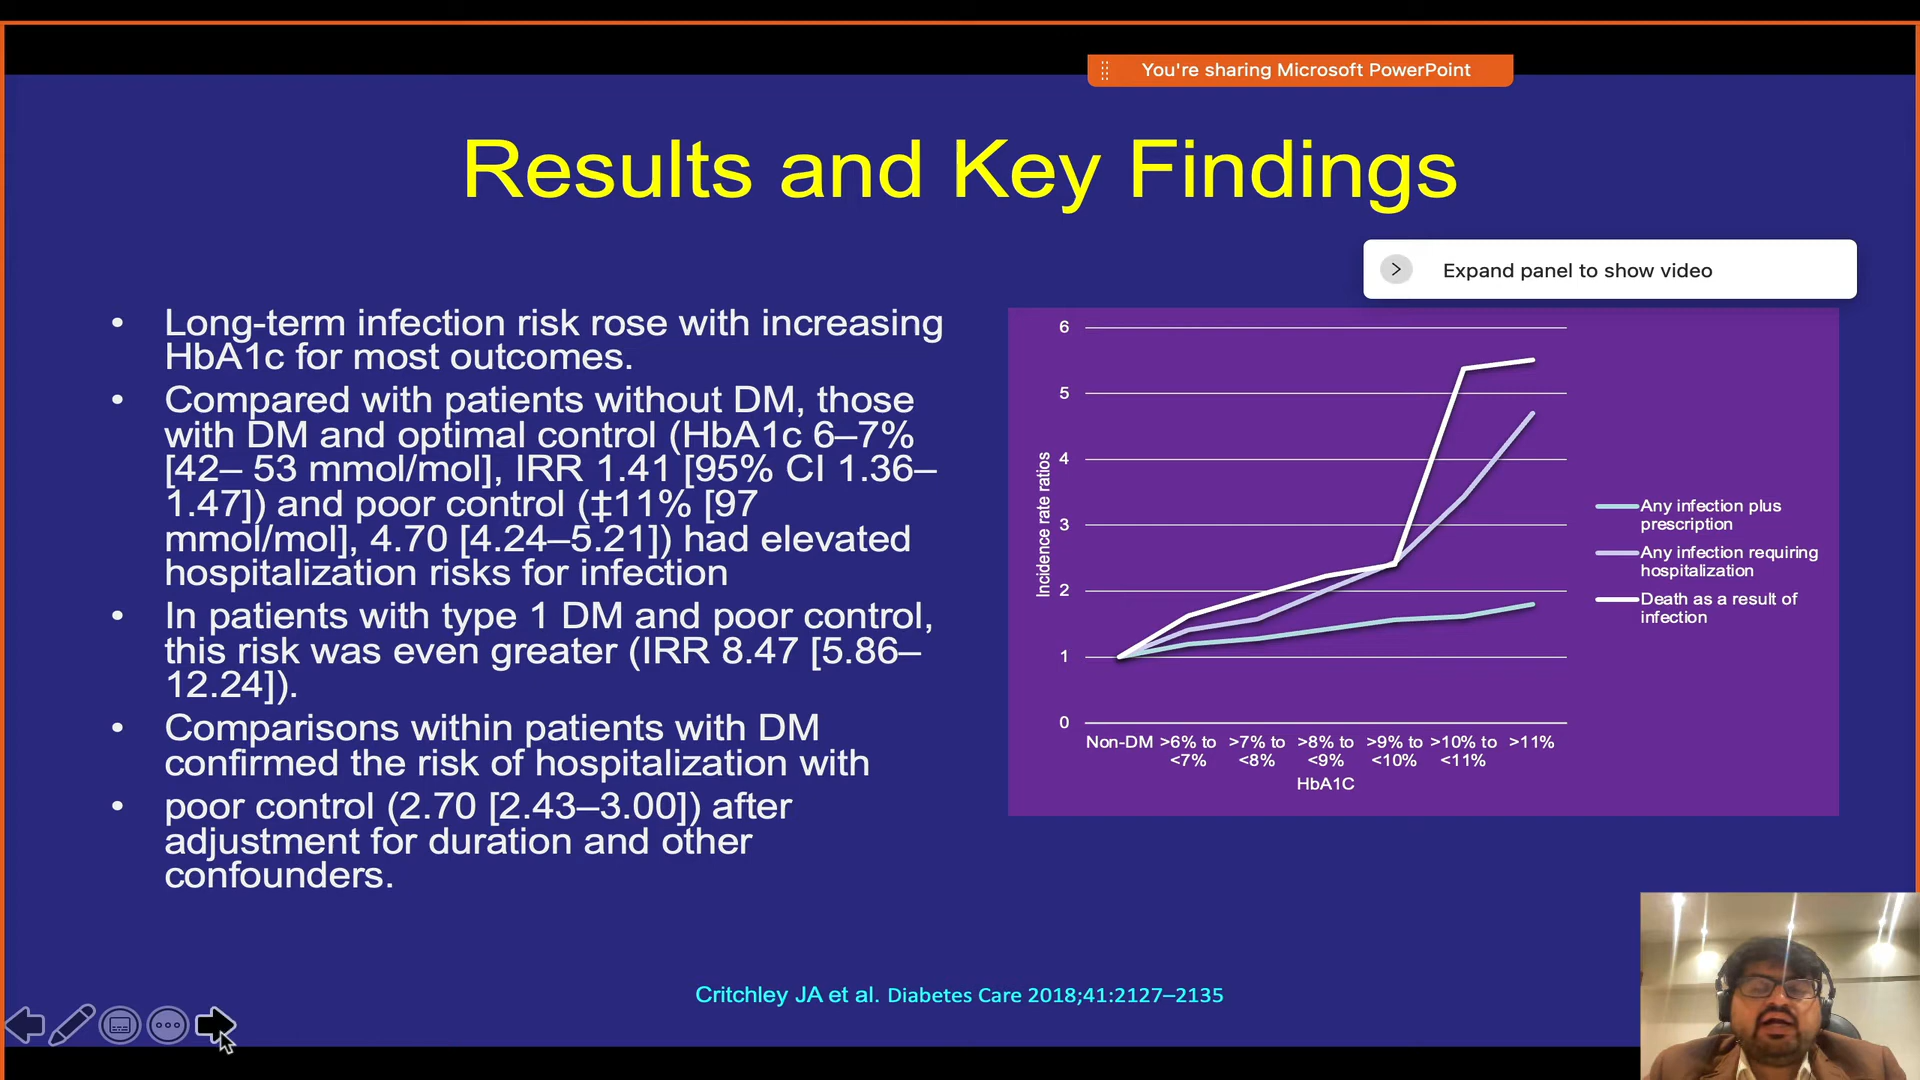 You're sharing Microsoft PowerPoint
Results and Key Findings
Expand panel to show video
• Long-term infection risk rose with increasing
HbA1c for most outcomes.
• Compared with patients without DM, those
with DM and optimal control (HbA1c 6–7%
[42– 53 mmol/mol], IRR 1.41 [95% CI 1.36–
1.47]) and poor control (‡11% [97
mmol/mol], 4.70 [4.24–5.21]) had elevated
hospitalization risks for infection
• In patients with type 1 DM and poor control,
this risk was even greater (IRR 8.47 [5.86–
12.24]).
• Comparisons within patients with DM
confirmed the risk of hospitalization with
• poor control (2.70 [2.43–3.00]) after
adjustment for duration and other
confounders.
Incidence rate ratios
6
5
4
3
2
1
0
Non-DM >6% to >7% to >8% to >9% to >10% to >11%
<7% <8% <9% <10% <11%
HbA1C
Any infection plus
prescription
Any infection requiring
hospitalization
Death as a result of
infection
Critchley JA et al. Diabetes Care 2018;41:2127–2135